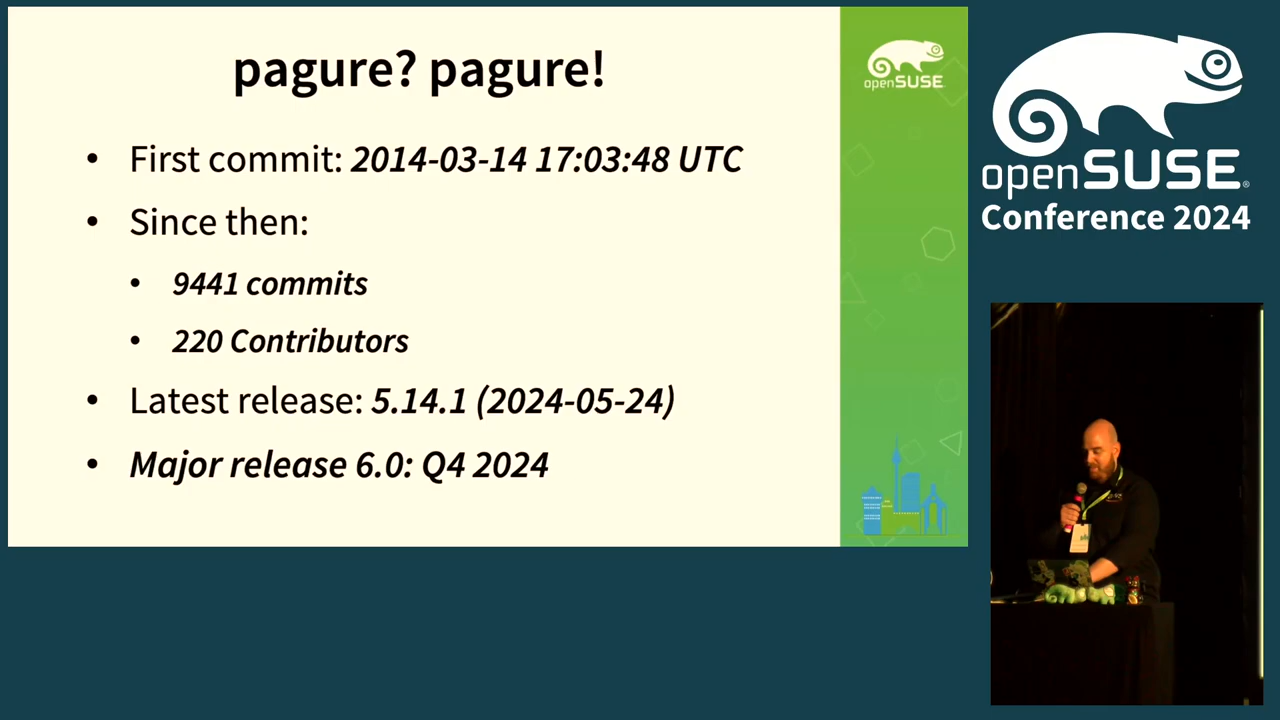 pagure? pagure!
• First commit: 2014-03-14 17:03:48 UTC
• Since then:
• 9441 commits
• 220 Contributors
• Latest release: 5.14.1 (2024-05-24)
• Major release 6.0: Q4 2024
openSUSE
openSUSE®
Conference 2024